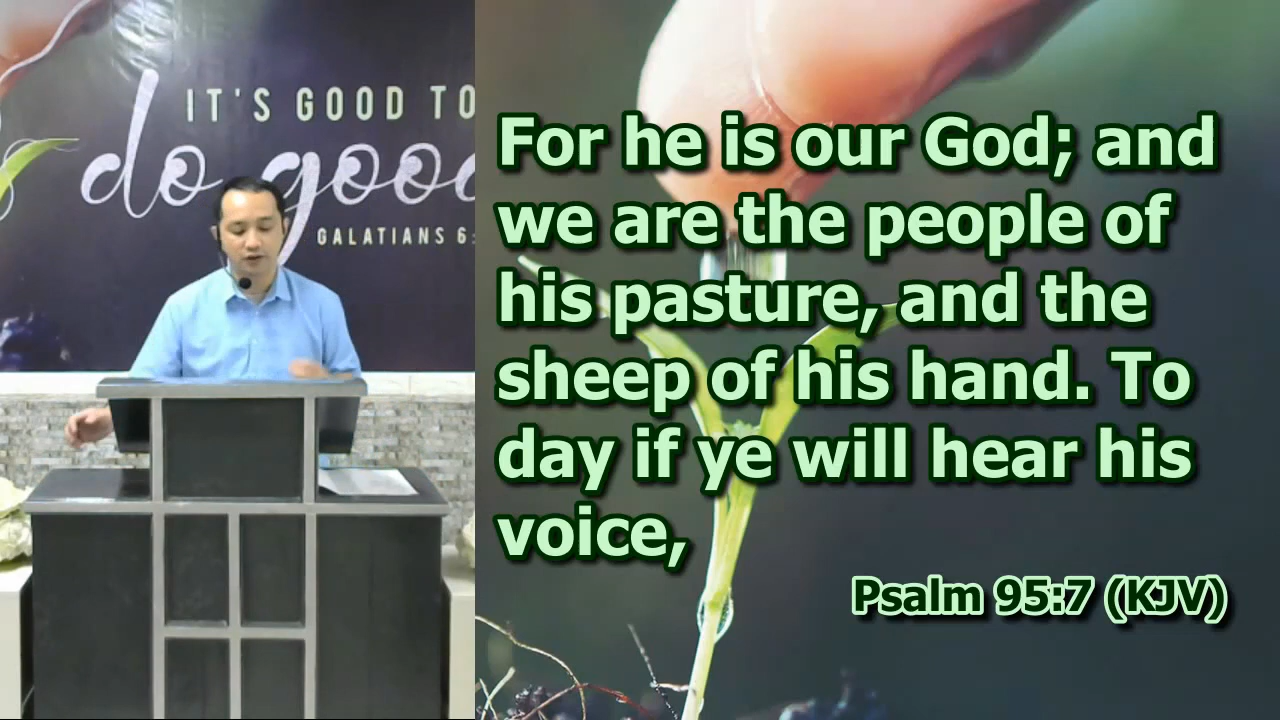 IT'S GOOD TO
do good
GALATIANS 6:
For he is our God; and
we are the people of
his pasture, and the
sheep of his hand. To
day if ye will hear his
voice,
Psalm 95:7 (KJV)